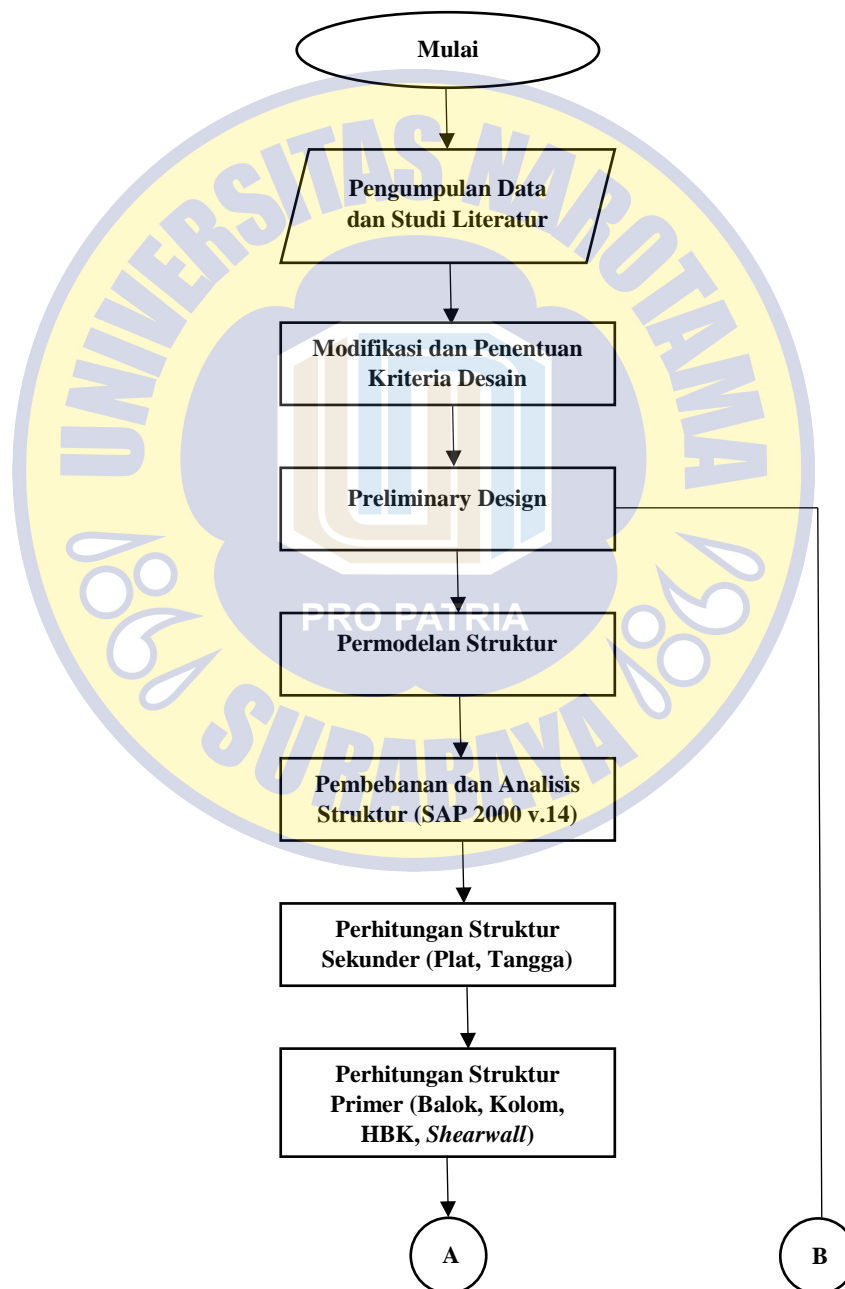 Mulai
Pengumpulan Data
dan Studi Literatur
Modifikasi dan Penentuan
Kriteria Desain
Preliminary Design
Permodelan Struktur
Pembebanan dan Analisis
Struktur (SAP 2000 v.14)
Perhitungan Struktur
Sekunder (Plat, Tangga)
Perhitungan Struktur
Primer (Balok, Kolom,
HBK, Shearwall)
A
B
UNIVERSITAS NAROTAMA
PRO PATRIA
SURABAYA